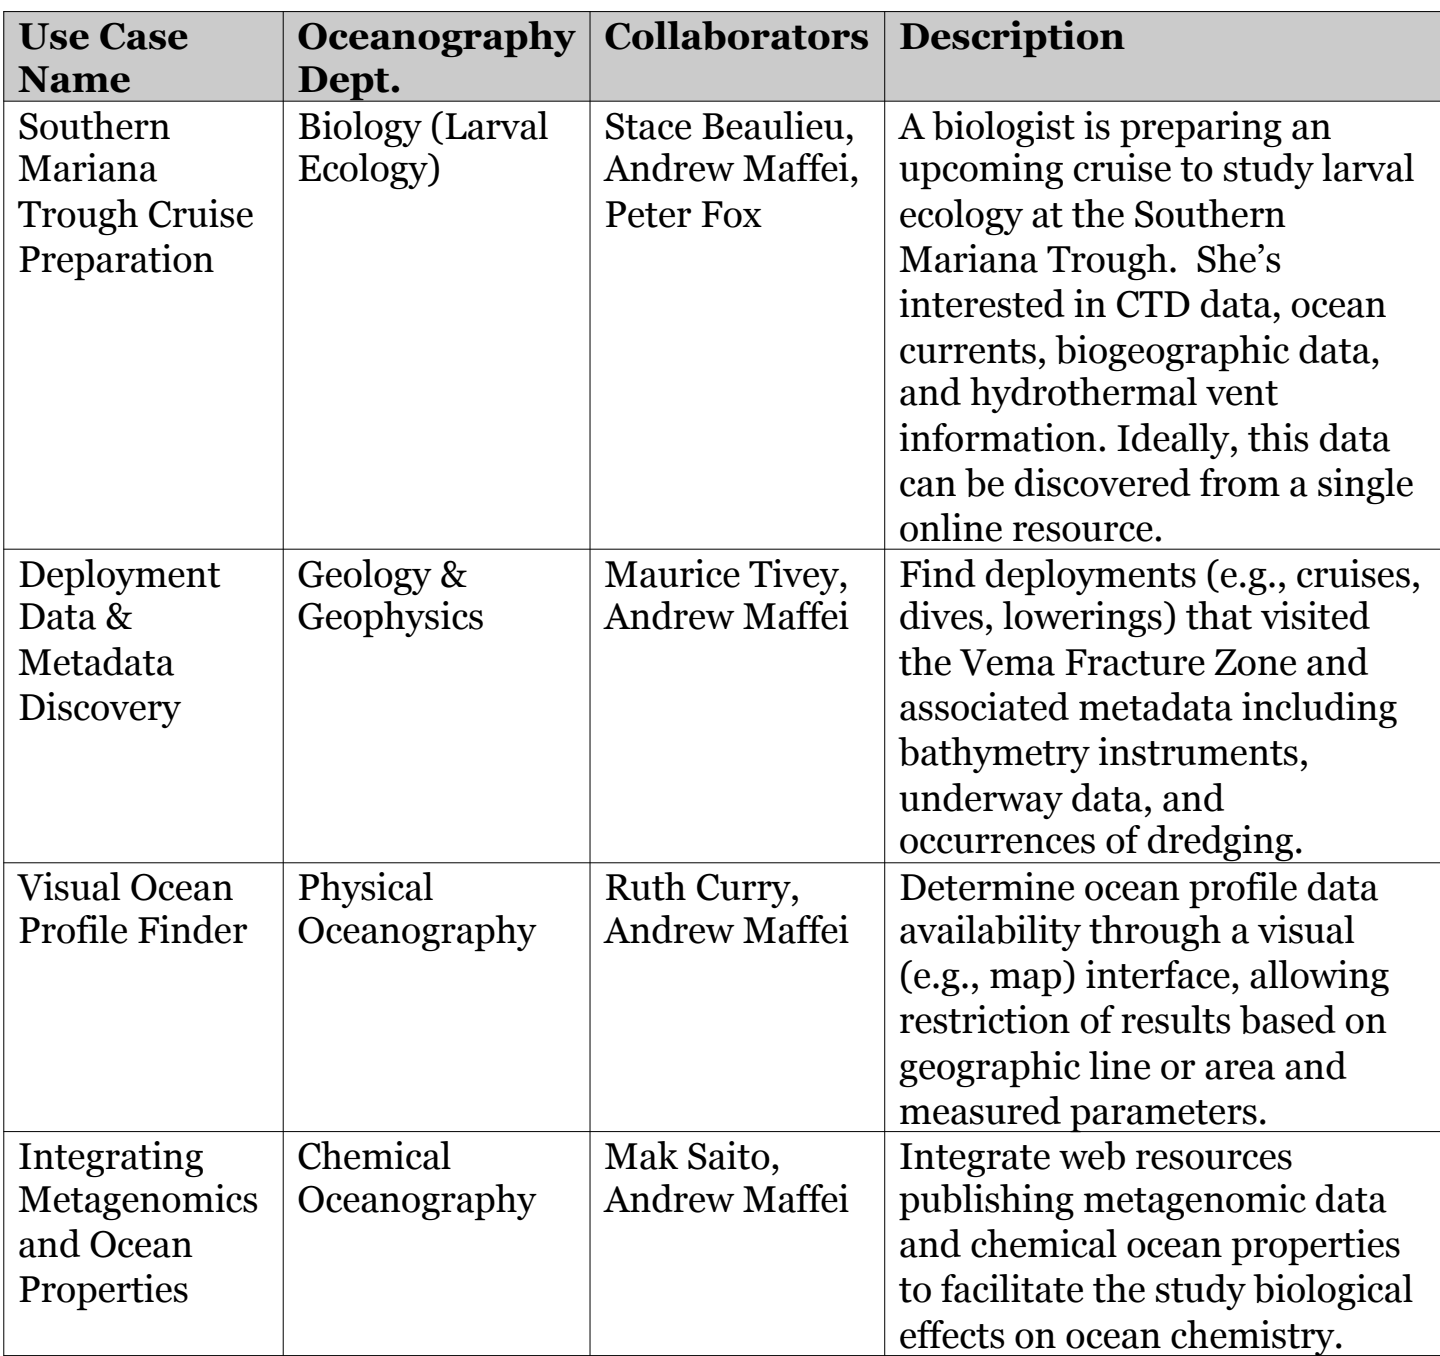 Use Case
Name
Oceanography
Dept.
Collaborators
Description
Southern
Mariana
Trough Cruise
Preparation
Biology (Larval
Ecology)
Stace Beaulieu,
Andrew Maffei,
Peter Fox
A biologist is preparing an
upcoming cruise to study larval
ecology at the Southern
Mariana Trough.  She’s
interested in CTD data, ocean
currents, biogeographic data,
and hydrothermal vent
information. Ideally, this data
can be discovered from a single
online resource.
Deployment
Data &
Metadata
Discovery
Geology &
Geophysics
Maurice Tivey,
Andrew Maffei
Find deployments (e.g., cruises,
dives, lowerings) that visited
the Vema Fracture Zone and
associated metadata including
bathymetry instruments,
underway data, and
occurrences of dredging.
Visual Ocean
Profile Finder
Physical
Oceanography
Ruth Curry,
Andrew Maffei
Determine ocean profile data
availability through a visual
(e.g., map) interface, allowing
restriction of results based on
geographic line or area and
measured parameters.
Integrating
Metagenomics
and Ocean
Properties
Chemical
Oceanography
Mak Saito,
Andrew Maffei
Integrate web resources
publishing metagenomic data
and chemical ocean properties
to facilitate the study biological
effects on ocean chemistry.